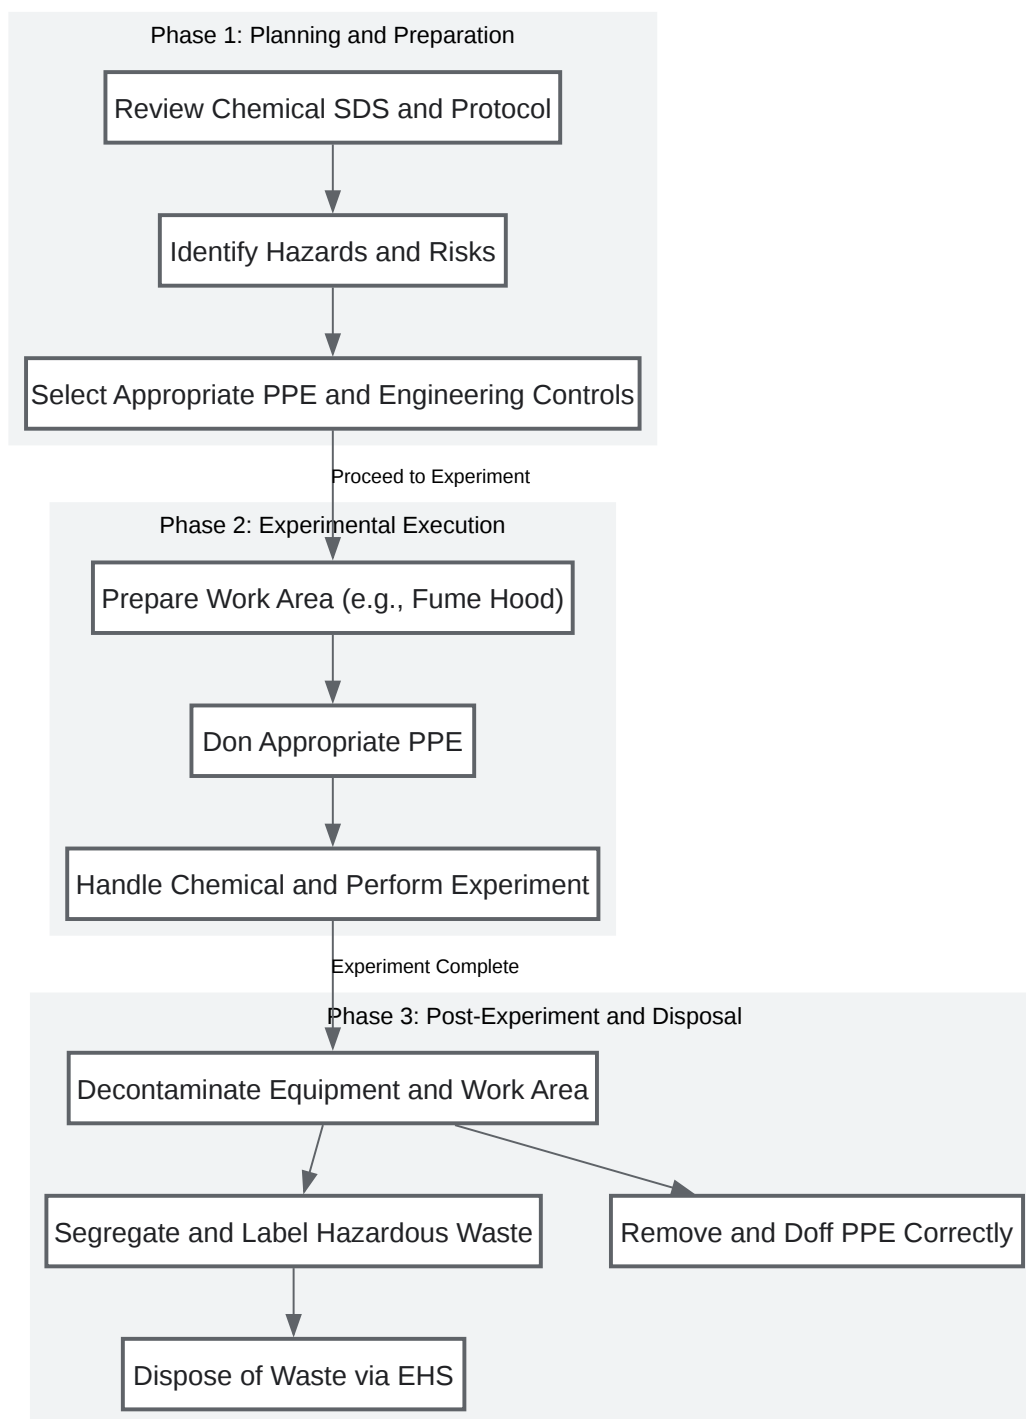 Phase 1: Planning and Preparation
Review Chemical SDS and Protocol
Identify Hazards and Risks
Select Appropriate PPE and Engineering Controls
Proceed to Experiment
Phase 2: Experimental Execution
Prepare Work Area (e.g., Fume Hood)
Don Appropriate PPE
Handle Chemical and Perform Experiment
Experiment Complete
Phase 3: Post-Experiment and Disposal
Decontaminate Equipment and Work Area
Segregate and Label Hazardous Waste
Remove and Doff PPE Correctly
Dispose of Waste via EHS